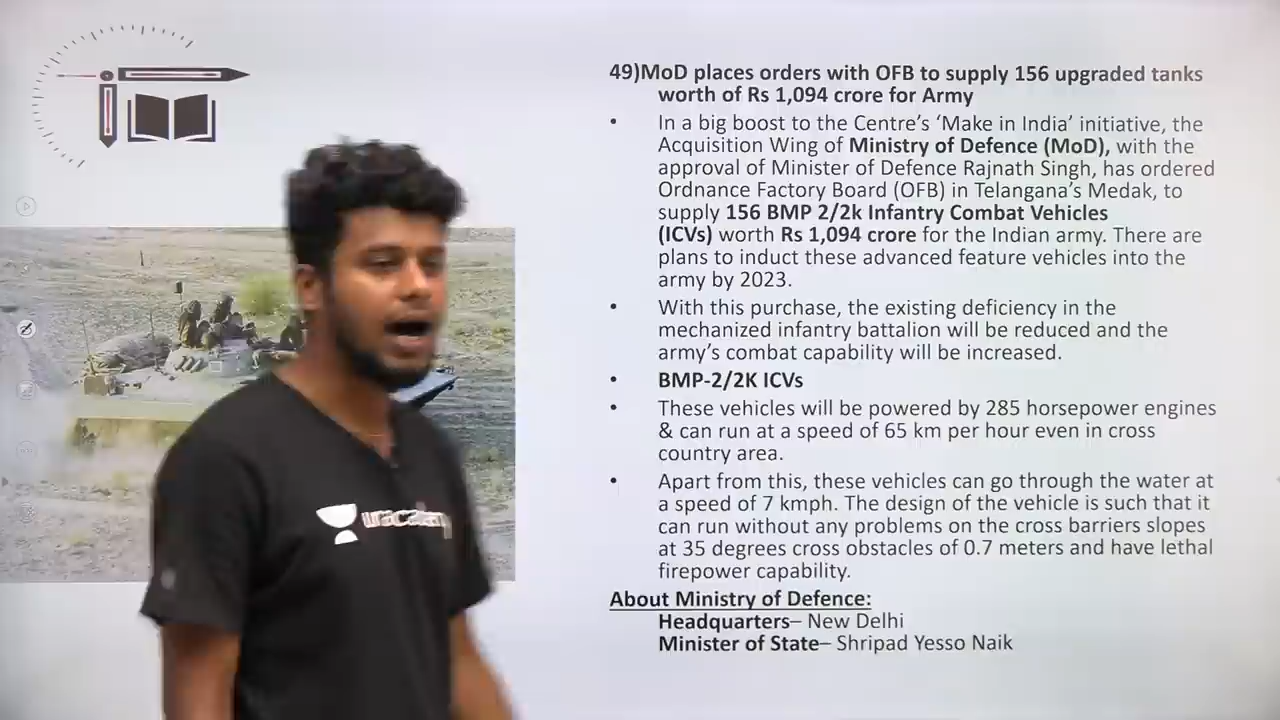 49)MoD places orders with OFB to supply 156 upgraded tanks
worth of Rs 1,094 crore for Army
• In a big boost to the Centre's ‘Make in India’ initiative, the
Acquisition Wing of Ministry of Defence (MoD), with the
approval of Minister of Defence Rajnath Singh, has ordered
Ordnance Factory Board (OFB) in Telangana's Medak, to
supply 156 BMP 2/2k Infantry Combat Vehicles
(ICVs) worth Rs 1,094 crore for the Indian army. There are
plans to induct these advanced feature vehicles into the
army by 2023.
• With this purchase, the existing deficiency in the
mechanized infantry battalion will be reduced and the
army's combat capability will be increased.
• BMP-2/2K ICVs
• These vehicles will be powered by 285 horsepower engines
& can run at a speed of 65 km per hour even in cross
country area.
• Apart from this, these vehicles can go through the water at
a speed of 7 kmph. The design of the vehicle is such that it
can run without any problems on the cross barriers slopes
at 35 degrees cross obstacles of 0.7 meters and have lethal
firepower capability.
About Ministry of Defence:
Headquarters– New Delhi
Minister of State– Shripad Yesso Naik